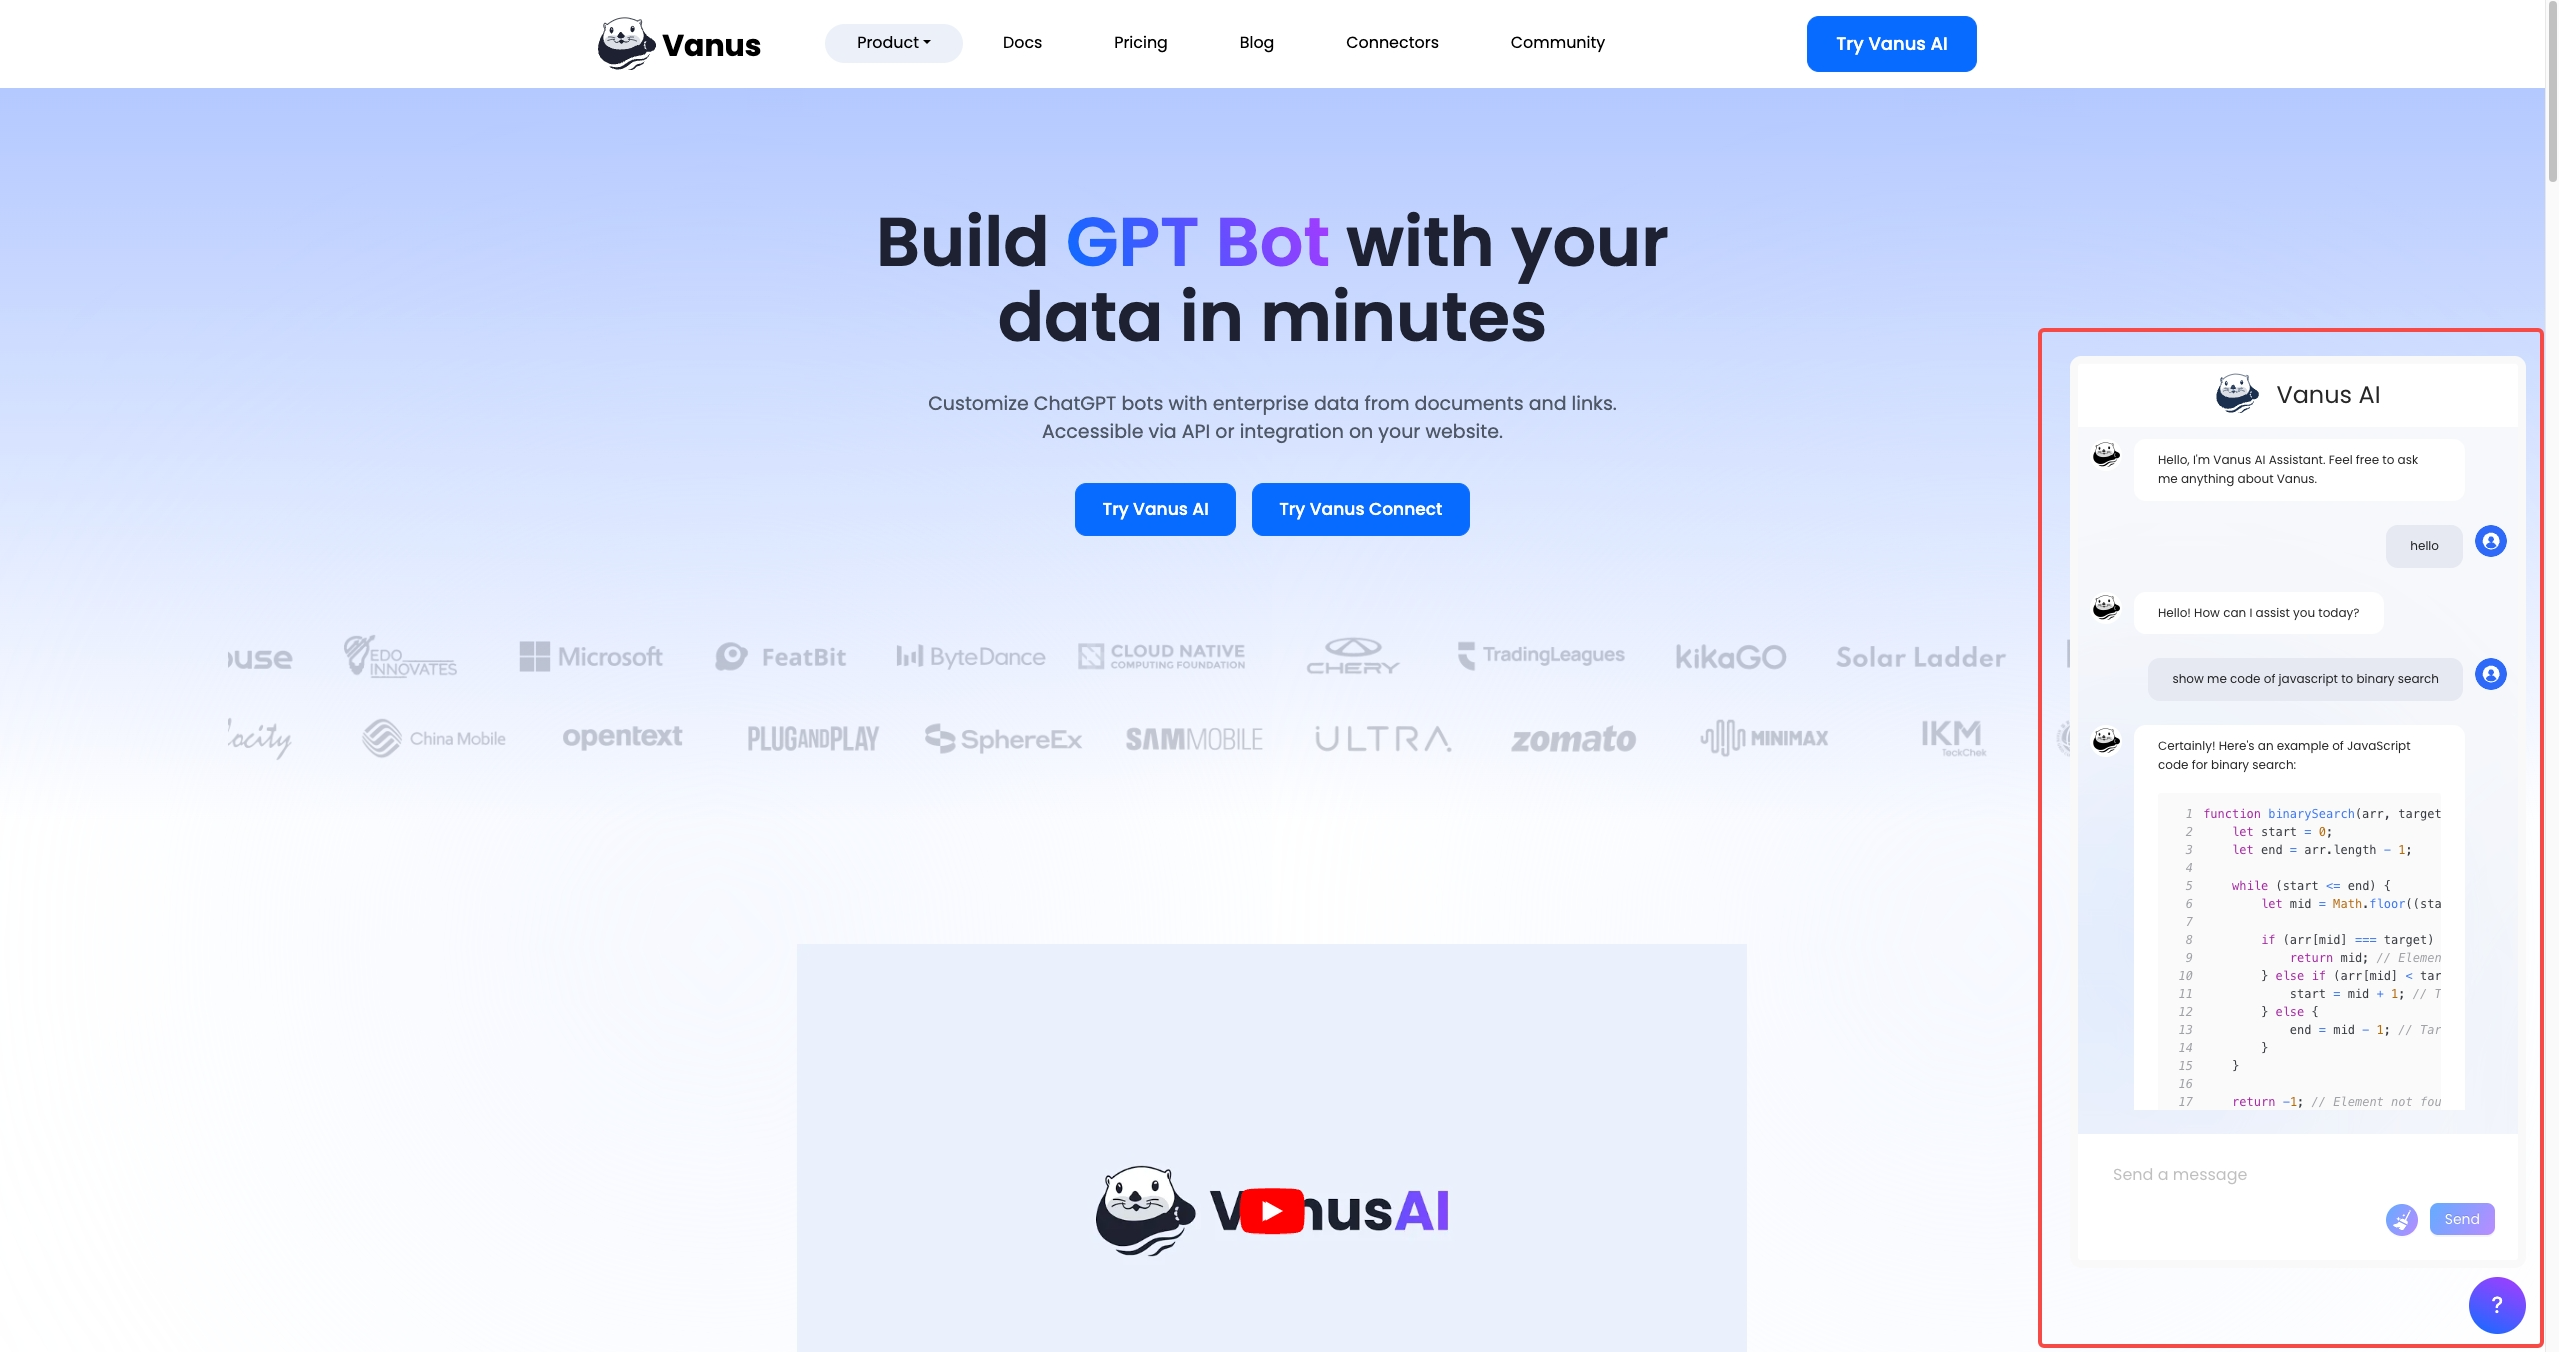 Vanus
Product
Docs
Pricing
Blog
Connectors
Community
Try Vanus AI
Build GPT Bot with your
data in minutes
Customize ChatGPT bots with enterprise data from documents and links.
Accessible via API or integration on your website.
Try Vanus AI
Try Vanus Connect
EDO
INNOVATES
Microsoft
FeatBit
ByteDance
CLOUD NATIVE
COMPUTING FOUNDATION
CHERY
TradingLeagues
kikaGO
Solar Ladder
China Mobile
opentext
PLUGANDPLAY
SphereEx
SAMMOBILE
ULTRA.
zomato
MINIMAX
IKM
TeckChek
Vanus AI
Hello, I'm Vanus AI Assistant. Feel free to ask
me anything about Vanus.
hello
Hello! How can I assist you today?
show me code of javascript to binary search
Certainly! Here's an example of JavaScript
code for binary search:
1 function binarySearch(arr, target
2 let start = 0;
3 let end = arr.length - 1;
4
5 while (start <= end) {
6 let mid = Math.floor((sta
7
8 if (arr[mid] === target)
9 return mid; // Elemen
10 } else if (arr[mid] < tar
11 start = mid + 1; // T
12 } else {
13 end = mid - 1; // Tar
14 }
15 }
16
17 return -1; // Element not fou
Send a message
Send
?
nusAI